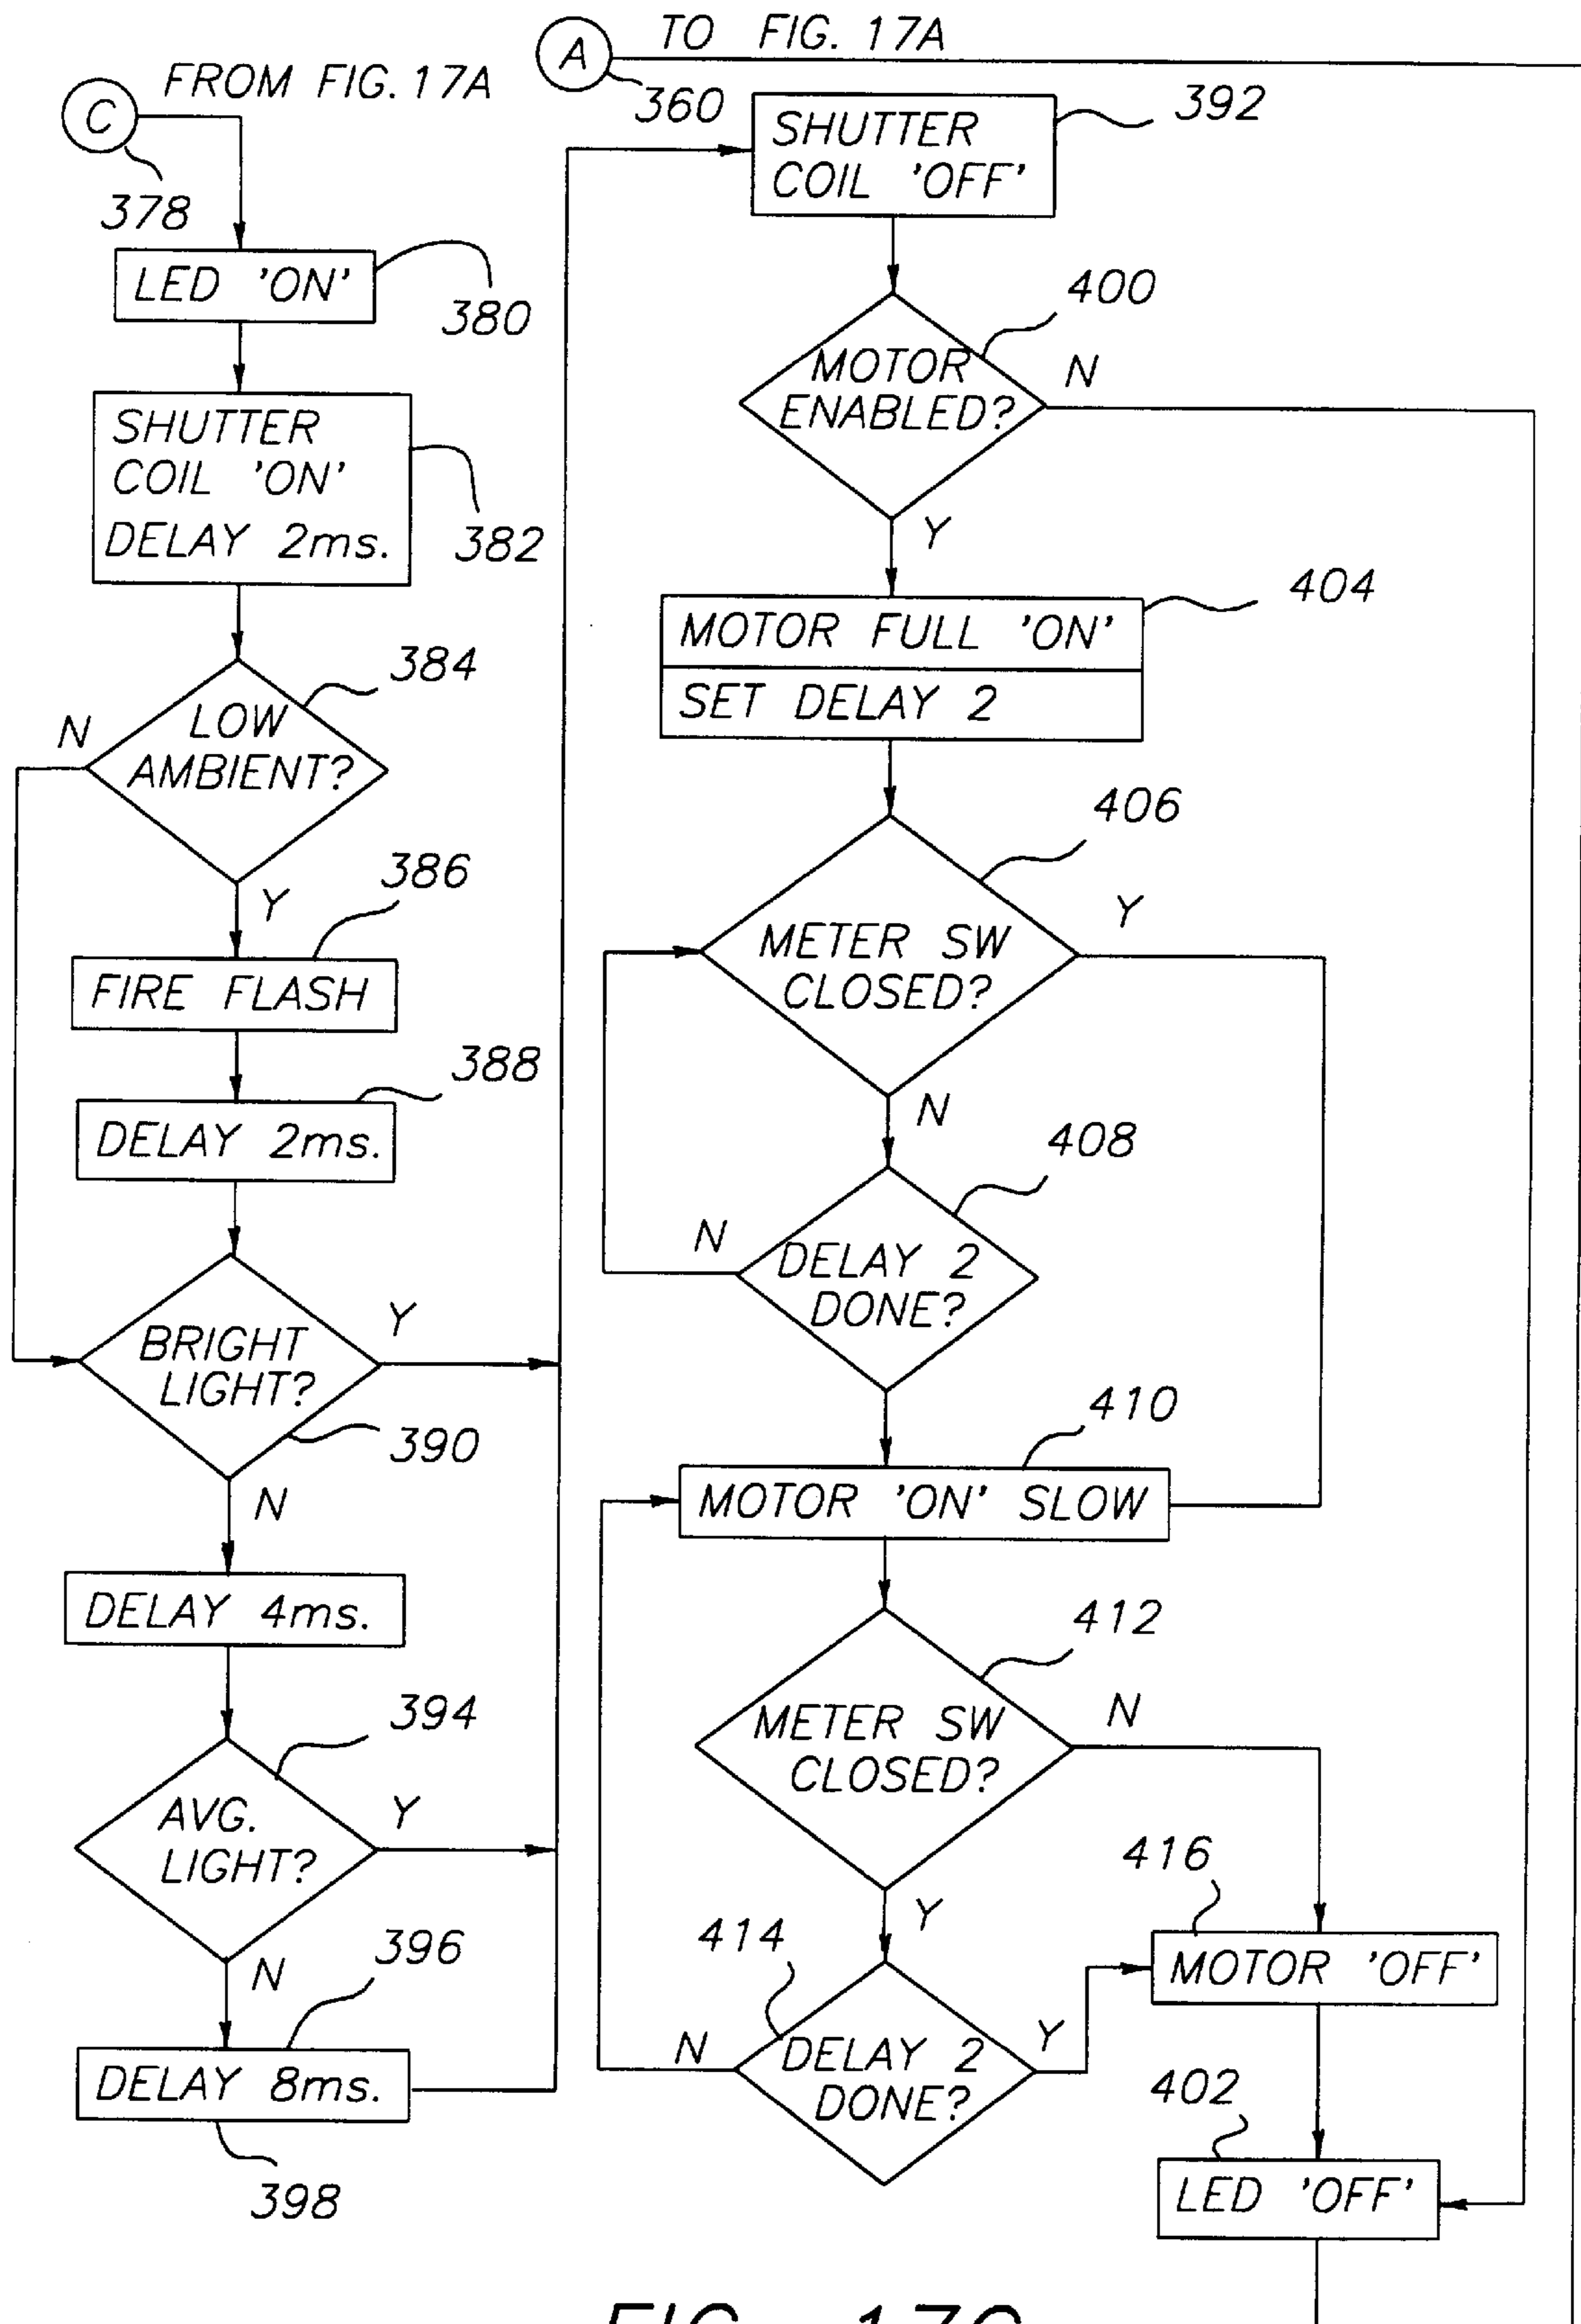 FROM FIG. 17A
C
378
LED 'ON'
380
SHUTTER
COIL 'ON'
DELAY 2ms.
382
384
LOW
AMBIENT?
N
Y
386
FIRE FLASH
388
DELAY 2ms.
BRIGHT
LIGHT?
Y
390
N
DELAY 4ms.
394
AVG.
LIGHT?
Y
N
396
DELAY 8ms.
398
A
TO FIG. 17A
360
SHUTTER
COIL 'OFF'
392
400
MOTOR
ENABLED?
N
Y
404
MOTOR FULL 'ON'
SET DELAY 2
406
METER SW
CLOSED?
Y
N
408
DELAY 2
DONE?
N
410
MOTOR 'ON' SLOW
412
METER SW
CLOSED?
N
Y
414
DELAY 2
DONE?
N
Y
416
MOTOR 'OFF'
402
LED 'OFF'
FIG. 17C